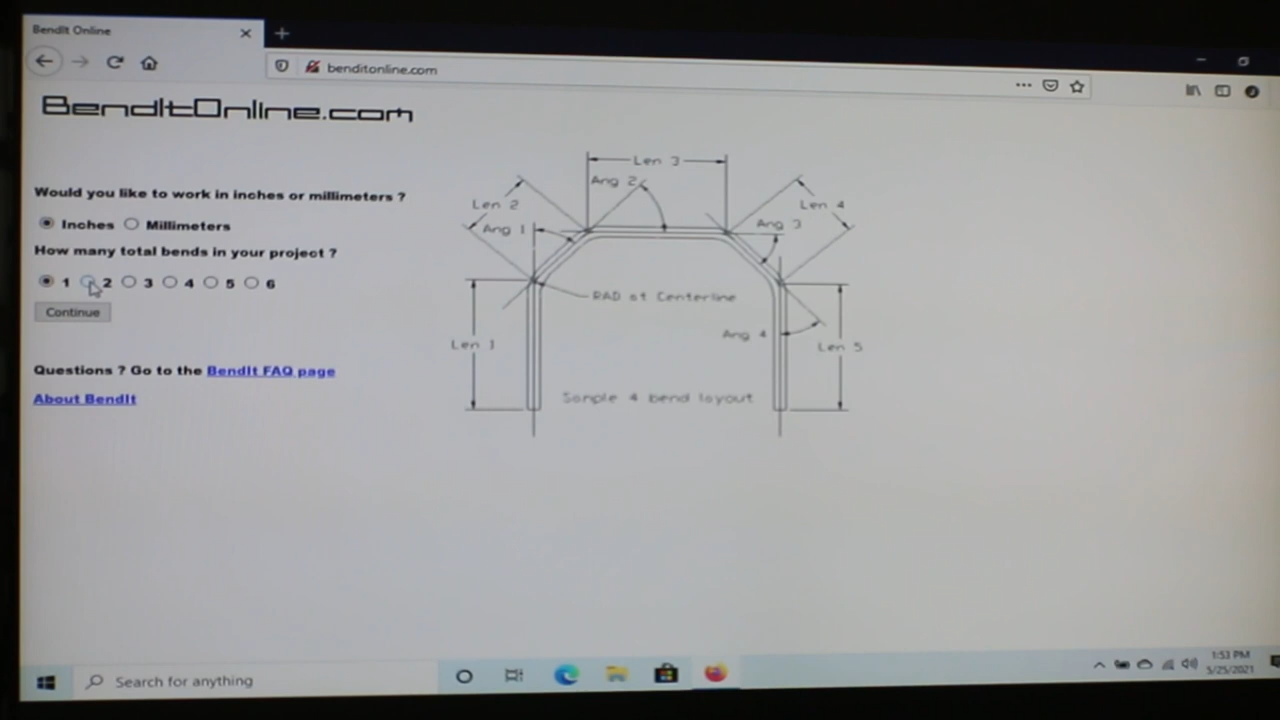 BendIt Online
benditonline.com
BendItOnline.com
Would you like to work in inches or millimeters ?
Inches Millimeters
How many total bends in your project ?
1 2 3 4 5 6
Continue
Questions ? Go to the BendIt FAQ page
About BendIt
Len 3
Ang 2
Len 2
Len 4
Ang 1
Ang 3
RAD at Centerline
Ang 4
Len 1
Len 5
Sample 4 bend layout
Search for anything
1:53 PM
5/25/2021